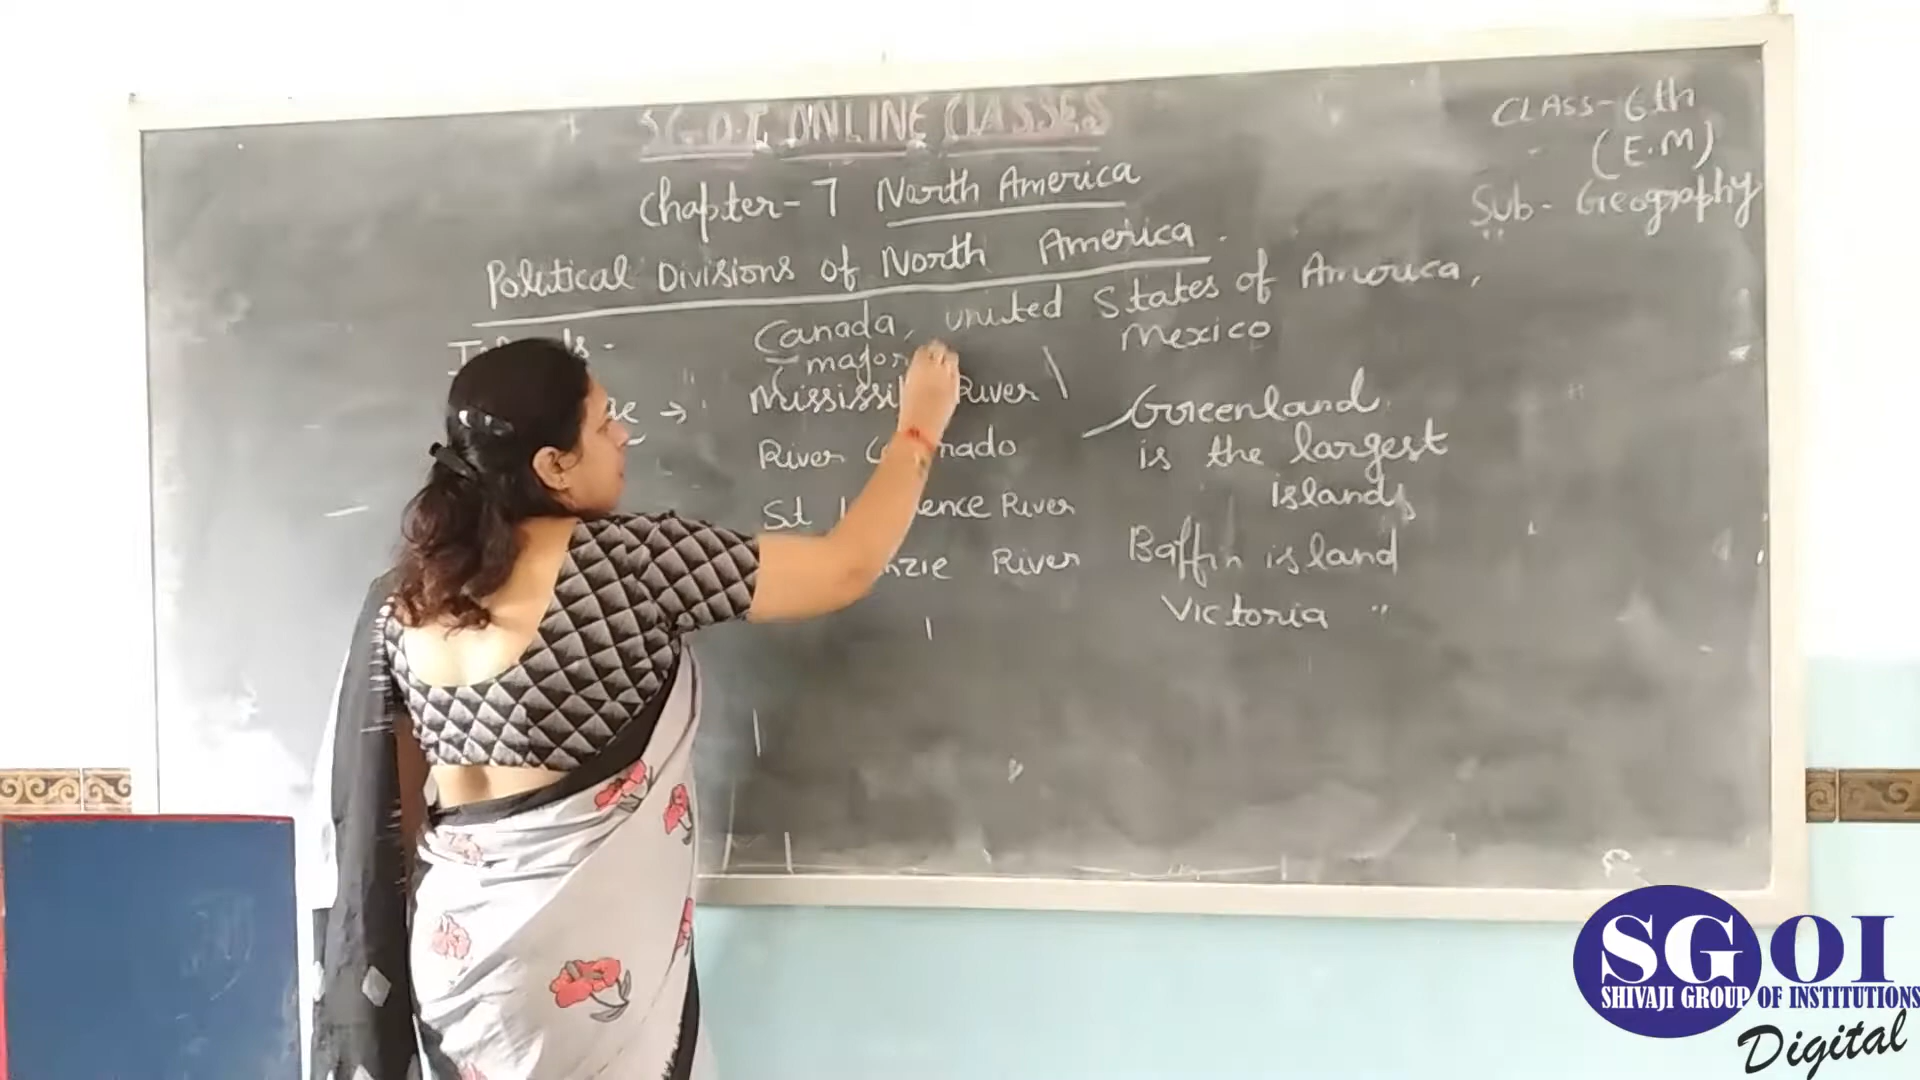 S.G.O.I. ONLINE CLASSES
CLASS - 6th
(E.M)
Sub - Geography
Chapter - 7 North America
Political Divisions of North America.
Canada, united States of America,
Mexico
(major
River
River
St River
River
Greenland
is the largest
islands
Baffin island
Victoria "
SGOI
SHIVAJI GROUP OF INSTITUTIONS
Digital